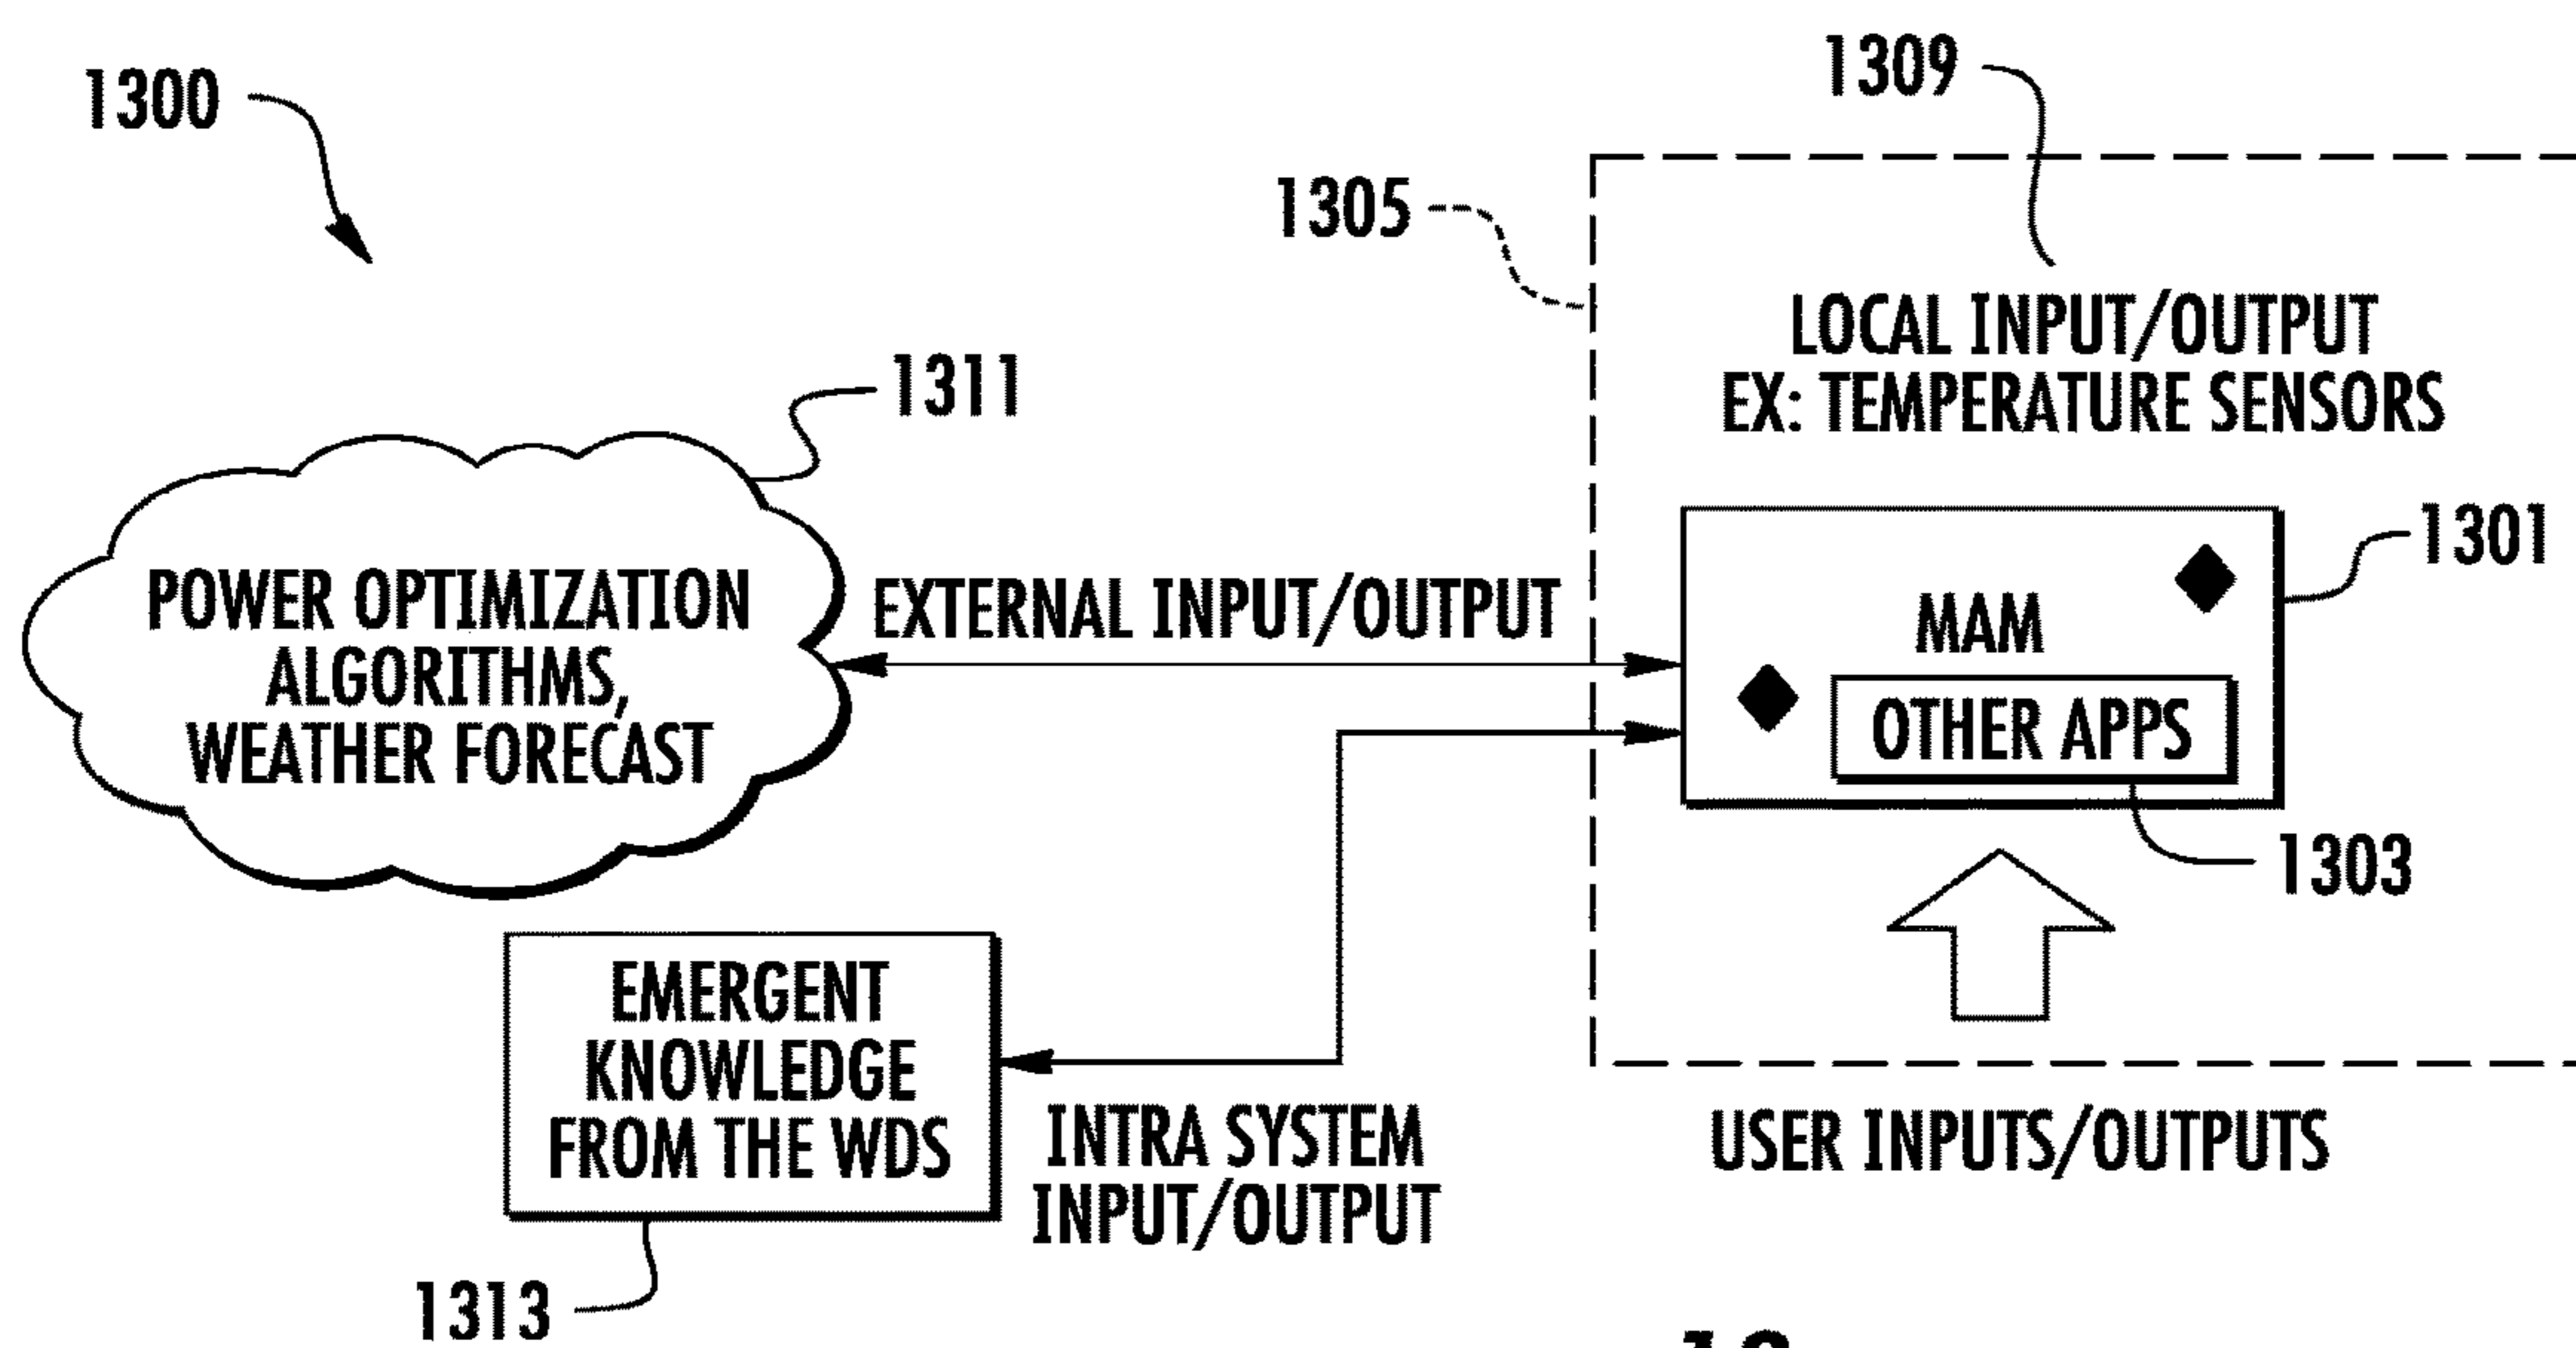 1300
1309
1305
LOCAL INPUT/OUTPUT
EX: TEMPERATURE SENSORS
1311
1301
POWER OPTIMIZATION
ALGORITHMS,
WEATHER FORECAST
EXTERNAL INPUT/OUTPUT
MAM
OTHER APPS
1303
EMERGENT
KNOWLEDGE
FROM THE WDS
INTRA SYSTEM
INPUT/OUTPUT
USER INPUTS/OUTPUTS
1313